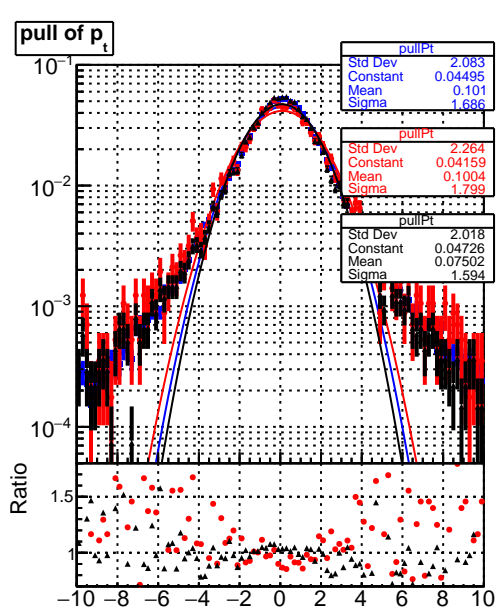 pull of pt
pullPt
Std Dev 2.083
Constant 0.04495
Mean 0.101
Sigma 1.686
pullPt
Std Dev 2.264
Constant 0.04159
Mean 0.1004
Sigma 1.799
pullPt
Std Dev 2.018
Constant 0.04726
Mean 0.07502
Sigma 1.594
10−1
10−2
10−3
10−4
Ratio
1.5
1
−10 −8 −6 −4 −2 0 2 4 6 8 10